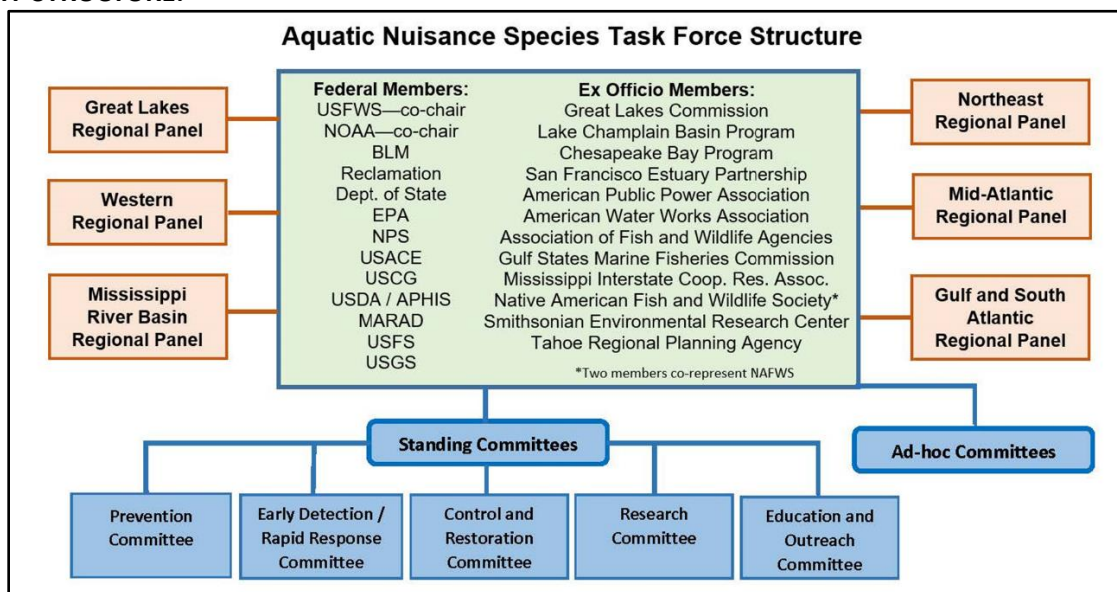 Aquatic Nuisance Species Task Force Structure
Great Lakes
Regional Panel
Western
Regional Panel
Mississippi
River Basin
Regional Panel
Federal Members:
USFWS—co-chair
NOAA—co-chair
BLM
Reclamation
Dept. of State
EPA
NPS
USACE
USCG
USDA / APHIS
MARAD
USFS
USGS
Ex Officio Members:
Great Lakes Commission
Lake Champlain Basin Program
Chesapeake Bay Program
San Francisco Estuary Partnership
American Public Power Association
American Water Works Association
Association of Fish and Wildlife Agencies
Gulf States Marine Fisheries Commission
Mississippi Interstate Coop. Res. Assoc.
Native American Fish and Wildlife Society*
Smithsonian Environmental Research Center
Tahoe Regional Planning Agency
*Two members co-represent NAFWS
Northeast
Regional Panel
Mid-Atlantic
Regional Panel
Gulf and South
Atlantic
Regional Panel
Standing Committees
Ad-hoc Committees
Prevention
Committee
Early Detection /
Rapid Response
Committee
Control and
Restoration
Committee
Research
Committee
Education and
Outreach
Committee